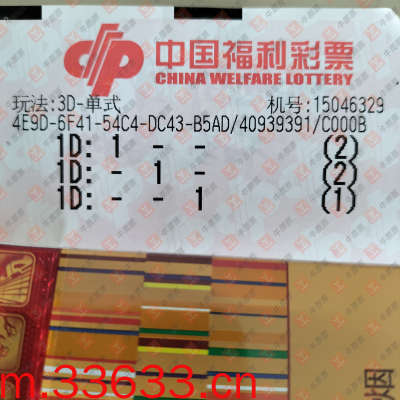 中国福利彩票
CHINA WELFARE LOTTERY
玩法:3D-单式 机号:15046329
4E9D-6F41-54C4-DC43-B5AD/40939391/C000B
1D: 1 - - (2)
1D: - 1 - (2)
1D: - - 1 (1)
烟
m.33633.cn